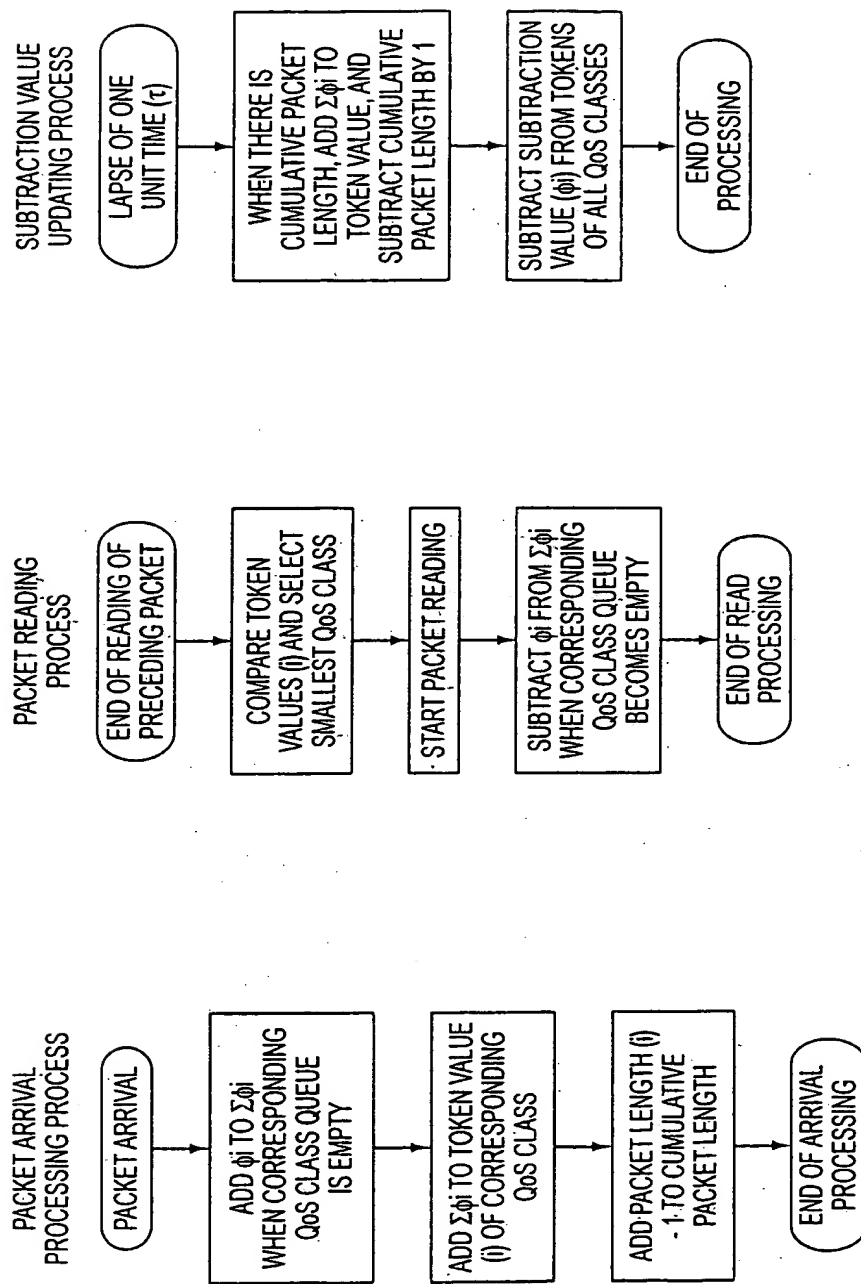 PACKET ARRIVAL
PROCESSING PROCESS
PACKET ARRIVAL
ADD ϕi TO Σϕi
WHEN CORRESPONDING
QoS CLASS QUEUE
IS EMPTY
ADD Σϕi TO TOKEN VALUE
(i) OF CORRESPONDING
QoS CLASS
ADD PACKET LENGTH (i)
- 1 TO CUMULATIVE
PACKET LENGTH
END OF ARRIVAL
PROCESSING
PACKET READING
PROCESS
END OF READING OF
PRECEDING PACKET
COMPARE TOKEN
VALUES (i) AND SELECT
SMALLEST QoS CLASS
START PACKET READING
SUBTRACT ϕi FROM Σϕi
WHEN CORRESPONDING
QoS CLASS QUEUE
BECOMES EMPTY
END OF READ
PROCESSING
SUBTRACTION VALUE
UPDATING PROCESS
LAPSE OF ONE
UNIT TIME (τ)
WHEN THERE IS
CUMULATIVE PACKET
LENGTH, ADD Σϕi TO
TOKEN VALUE, AND
SUBTRACT CUMULATIVE
PACKET LENGTH BY 1
SUBTRACT SUBTRACTION
VALUE (ϕi) FROM TOKENS
OF ALL QoS CLASSES
END OF
PROCESSING